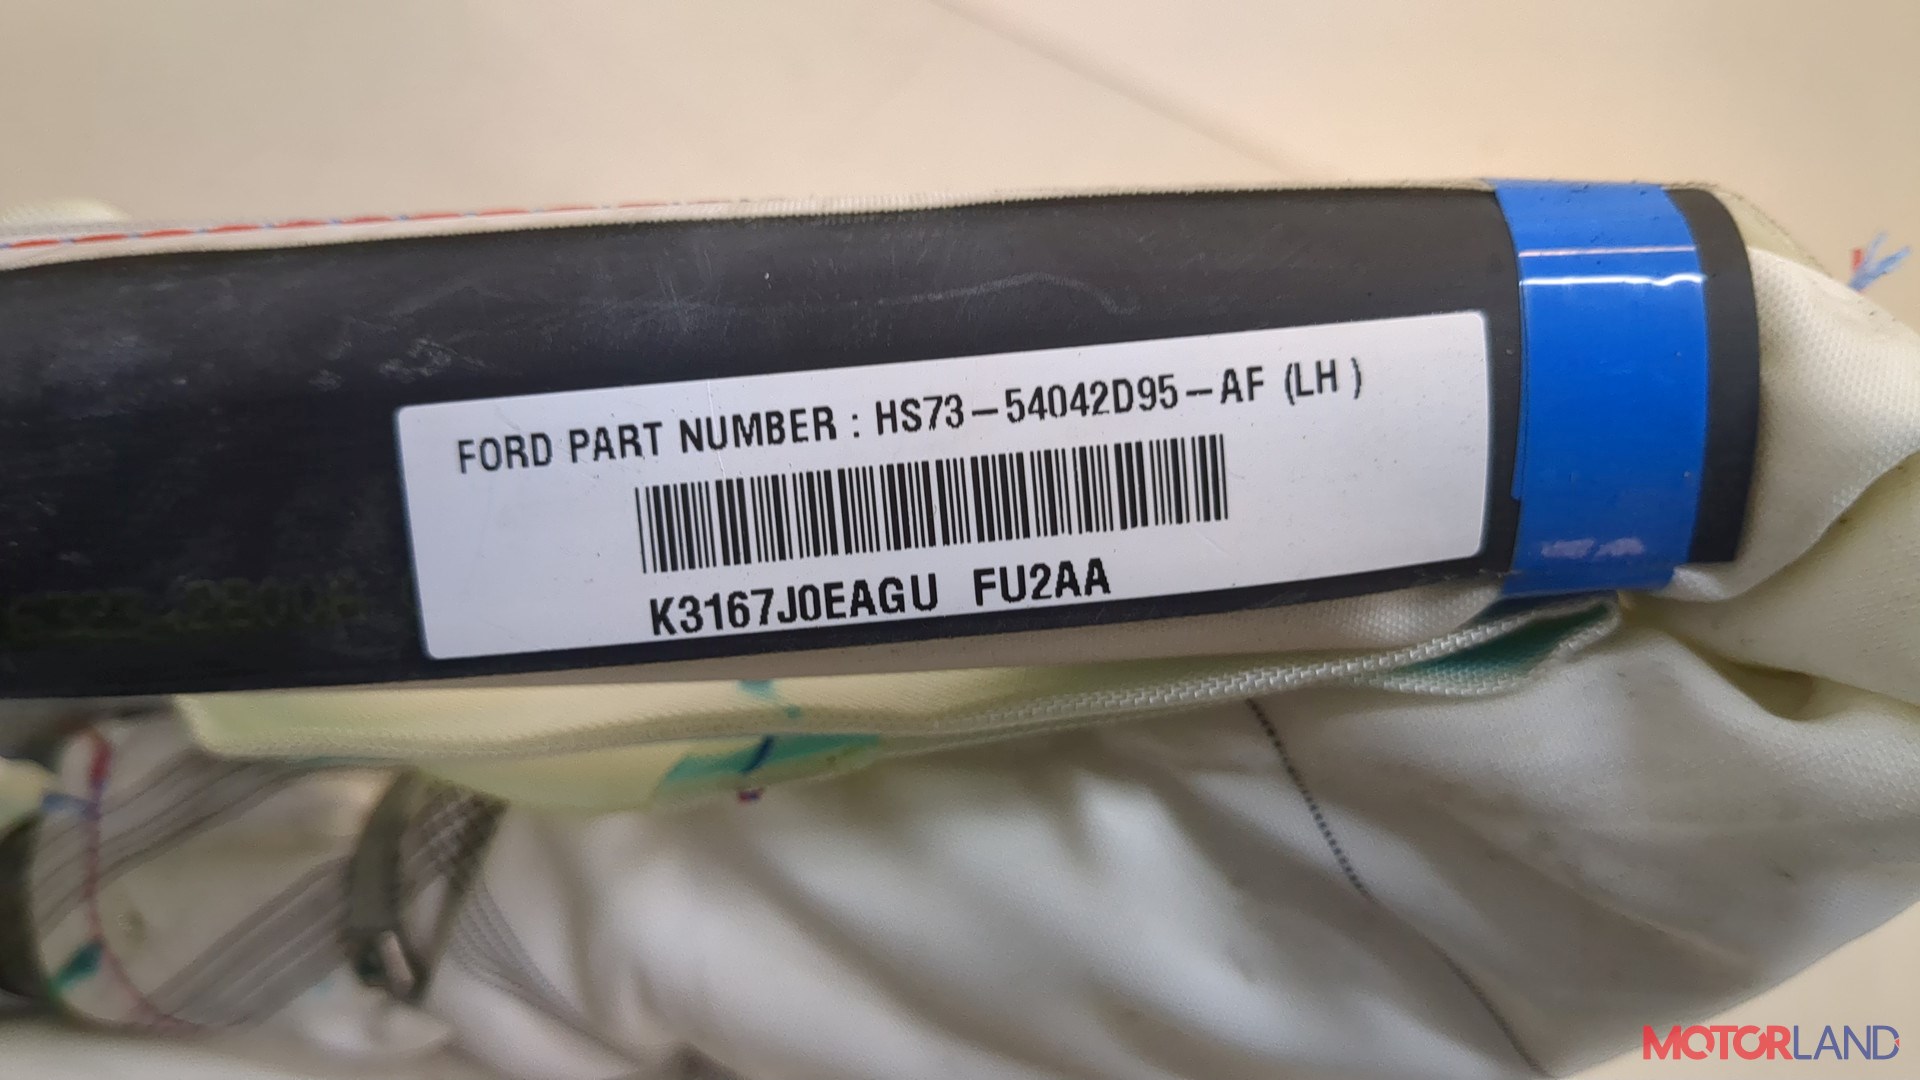 FORD PART NUMBER : HS73-54042D95-AF (LH )
K3167J0EAGU FU2AA
MOTORLAND